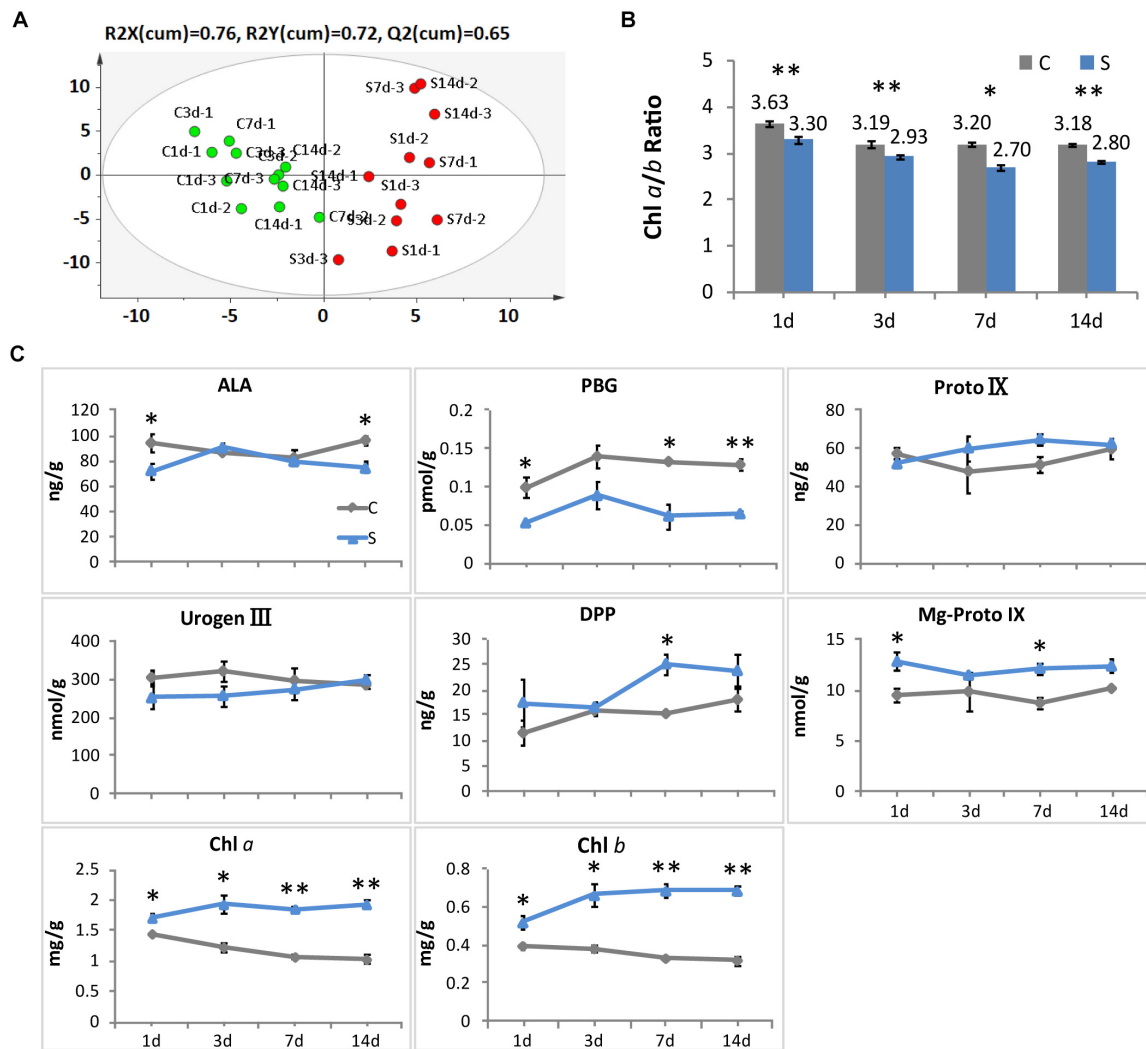 A
R2X(cum)=0.76, R2Y(cum)=0.72, Q2(cum)=0.65
10
5
0
-5
-10
-10
-5
0
5
10
C3d-1
C7d-1
C1d-1
C3d-3
C3d-2
C14d-2
C1d-3
C7d-3
C14d-3
C1d-2
C14d-1
C7d-2
S7d-3
S14d-2
S14d-3
S1d-2
S7d-1
S14d-1
S1d-3
S3d-2
S7d-2
S1d-1
S3d-3
B
Chl a/b Ratio
5
4
3
2
1
0
C
S
**
**
*
**
3.63
3.30
3.19
2.93
3.20
2.70
3.18
2.80
1d
3d
7d
14d
C
ALA
ng/g
120
100
80
60
40
20
0
*
*
C
S
PBG
pmol/g
0.2
0.15
0.1
0.05
0
*
*
**
Proto Ⅸ
ng/g
80
60
40
20
0
Urogen Ⅲ
nmol/g
400
300
200
100
0
DPP
ng/g
30
25
20
15
10
5
0
*
Mg-Proto IX
nmol/g
15
10
5
0
*
*
1d
3d
7d
14d
Chl a
mg/g
2.5
2
1.5
1
0.5
0
*
*
**
**
1d
3d
7d
14d
Chl b
mg/g
0.8
0.6
0.4
0.2
0
*
*
**
**
1d
3d
7d
14d